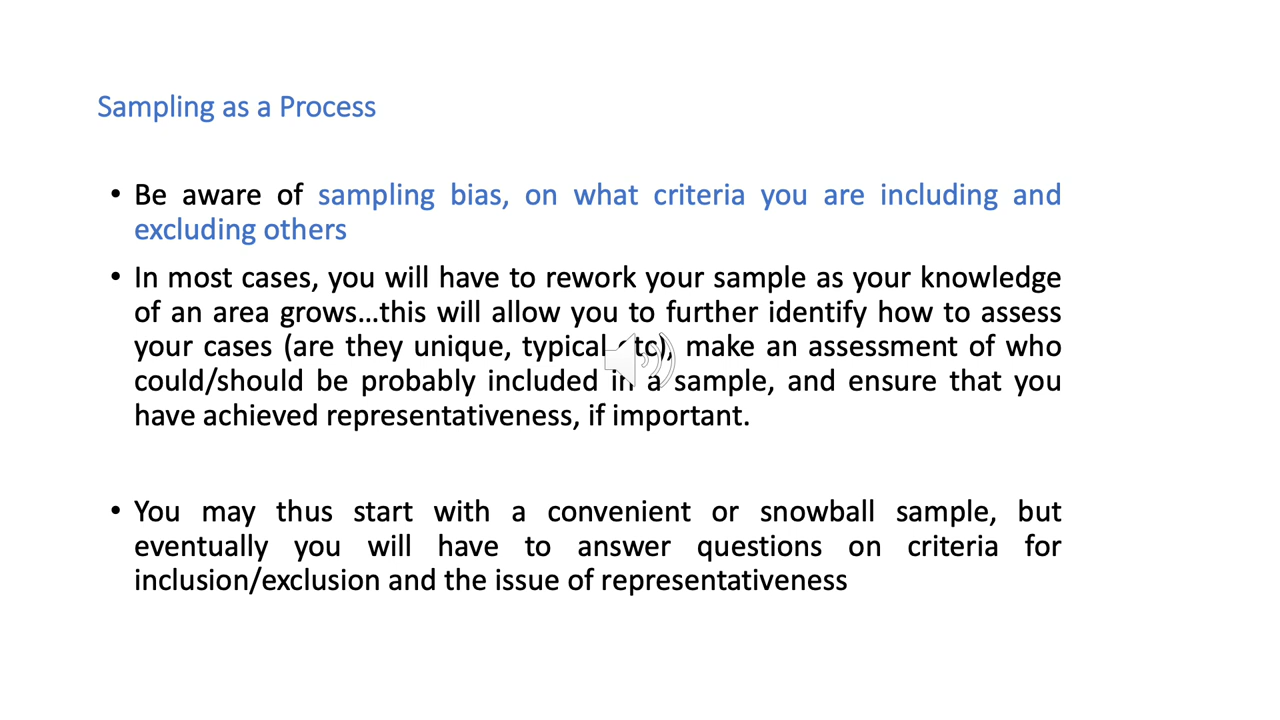 Sampling as a Process
• Be aware of sampling bias, on what criteria you are including and
excluding others
• In most cases, you will have to rework your sample as your knowledge
of an area grows…this will allow you to further identify how to assess
your cases (are they unique, typical etc), make an assessment of who
could/should be probably included in a sample, and ensure that you
have achieved representativeness, if important.
• You may thus start with a convenient or snowball sample, but
eventually you will have to answer questions on criteria for
inclusion/exclusion and the issue of representativeness